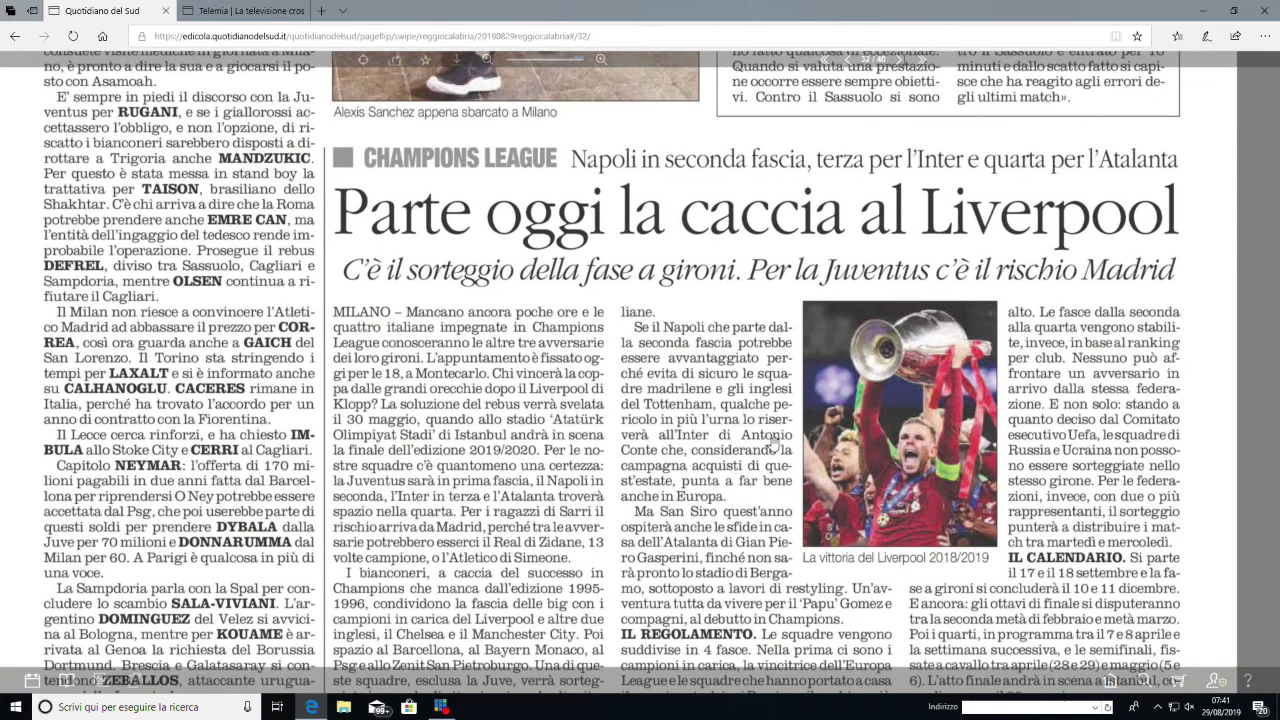 https://edicola.quotidianodelsud.it/quotidianodelsud/pageflip/swipe/reggiocalabria/20190829reggiocalabria#/32/
32 / 40
no, è pronto a dire la sua e a giocarsi il po-
sto con Asamoah.
E' sempre in piedi il discorso con la Ju-
ventus per RUGANI, e se i giallorossi ac-
cettassero l'obbligo, e non l'opzione, di ri-
scatto i bianconeri sarebbero disposti a di-
rottare a Trigoria anche MANDZUKIC.
Per questo è stata messa in stand boy la
trattativa per TAISON, brasiliano dello
Shakhtar. C'è chi arriva a dire che la Roma
potrebbe prendere anche EMRE CAN, ma
l'entità dell'ingaggio del tedesco rende im-
probabile l'operazione. Prosegue il rebus
DEFREL, diviso tra Sassuolo, Cagliari e
Sampdoria, mentre OLSEN continua a ri-
fiutare il Cagliari.
Il Milan non riesce a convincere l'Atleti-
co Madrid ad abbassare il prezzo per COR-
REA, così ora guarda anche a GAICH del
San Lorenzo. Il Torino sta stringendo i
tempi per LAXALT e si è informato anche
su CALHANOGLU. CACERES rimane in
Italia, perché ha trovato l'accordo per un
anno di contratto con la Fiorentina.
Il Lecce cerca rinforzi, e ha chiesto IM-
BULA allo Stoke City e CERRI al Cagliari.
Capitolo NEYMAR: l'offerta di 170 mi-
lioni pagabili in due anni fatta dal Barcel-
lona per riprendersi O Ney potrebbe essere
accettata dal Psg, che poi userebbe parte di
questi soldi per prendere DYBALA dalla
Juve per 70 milioni e DONNARUMMA dal
Milan per 60. A Parigi è qualcosa in più di
una voce.
La Sampdoria parla con la Spal per con-
cludere lo scambio SALA-VIVIANI. L'ar-
gentino DOMINGUEZ del Velez si avvici-
na al Bologna, mentre per KOUAME è ar-
rivata al Genoa la richiesta del Borussia
Dortmund. Brescia e Galatasaray si con-
tendono ZEBALLOS, attaccante urugua-
Alexis Sanchez appena sbarcato a Milano
no fatto qualcosa di eccezionale.
Quando si valuta una prestazio-
ne occorre essere sempre obietti-
vi. Contro il Sassuolo si sono
tro il Sassuolo è entrato per 10
minuti e dallo scatto fatto si capi-
sce che ha reagito agli errori de-
gli ultimi match».
CHAMPIONS LEAGUE Napoli in seconda fascia, terza per l'Inter e quarta per l'Atalanta
Parte oggi la caccia al Liverpool
C'è il sorteggio della fase a gironi. Per la Juventus c'è il rischio Madrid
MILANO – Mancano ancora poche ore e le
quattro italiane impegnate in Champions
League conosceranno le altre tre avversarie
dei loro gironi. L'appuntamento è fissato og-
gi per le 18, a Montecarlo. Chi vincerà la cop-
pa dalle grandi orecchie dopo il Liverpool di
Klopp? La soluzione del rebus verrà svelata
il 30 maggio, quando allo stadio 'Atatürk
Olimpiyat Stadi' di Istanbul andrà in scena
la finale dell'edizione 2019/2020. Per le no-
stre squadre c'è quantomeno una certezza:
la Juventus sarà in prima fascia, il Napoli in
seconda, l'Inter in terza e l'Atalanta troverà
spazio nella quarta. Per i ragazzi di Sarri il
rischio arriva da Madrid, perché tra le avver-
sarie potrebbero esserci il Real di Zidane, 13
volte campione, o l'Atletico di Simeone.
I bianconeri, a caccia del successo in
Champions che manca dall'edizione 1995-
1996, condividono la fascia delle big con i
campioni in carica del Liverpool e altre due
inglesi, il Chelsea e il Manchester City. Poi
spazio al Barcellona, al Bayern Monaco, al
Psg e allo Zenit San Pietroburgo. Una di que-
ste squadre, esclusa la Juve, verrà sorteg-
liane.
Se il Napoli che parte dal-
la seconda fascia potrebbe
essere avvantaggiato per-
ché evita di sicuro le squa-
dre madrilene e gli inglesi
del Tottenham, qualche pe-
ricolo in più l'urna lo riser-
verà all'Inter di Antonio
Conte che, considerando la
campagna acquisti di que-
st'estate, punta a far bene
anche in Europa.
Ma San Siro quest'anno
ospiterà anche le sfide in ca-
sa dell'Atalanta di Gian Pie-
ro Gasperini, finché non sa-
rà pronto lo stadio di Berga-
mo, sottoposto a lavori di restyling. Un'av-
ventura tutta da vivere per il 'Papu' Gomez e
compagni, al debutto in Champions.
IL REGOLAMENTO. Le squadre vengono
suddivise in 4 fasce. Nella prima ci sono i
campioni in carica, la vincitrice dell'Europa
League e le squadre che hanno portato a casa
La vittoria del Liverpool 2018/2019
alto. Le fasce dalla seconda
alla quarta vengono stabili-
te, invece, in base al ranking
per club. Nessuno può af-
frontare un avversario in
arrivo dalla stessa federa-
zione. E non solo: stando a
quanto deciso dal Comitato
esecutivo Uefa, le squadre di
Russia e Ucraina non posso-
no essere sorteggiate nello
stesso girone. Per le federa-
zioni, invece, con due o più
rappresentanti, il sorteggio
punterà a distribuire i mat-
ch tra martedì e mercoledì.
IL CALENDARIO. Si parte
il 17 e il 18 settembre e la fa-
se a gironi si concluderà il 10 e 11 dicembre.
E ancora: gli ottavi di finale si disputeranno
tra la seconda metà di febbraio e metà marzo.
Poi i quarti, in programma tra il 7 e 8 aprile e
la settimana successiva, e le semifinali, fis-
sate a cavallo tra aprile (28 e 29) e maggio (5 e
6). L'atto finale andrà in scena a Istanbul, co-
Scrivi qui per eseguire la ricerca
99+
Indirizzo
07:41
29/08/2019
20